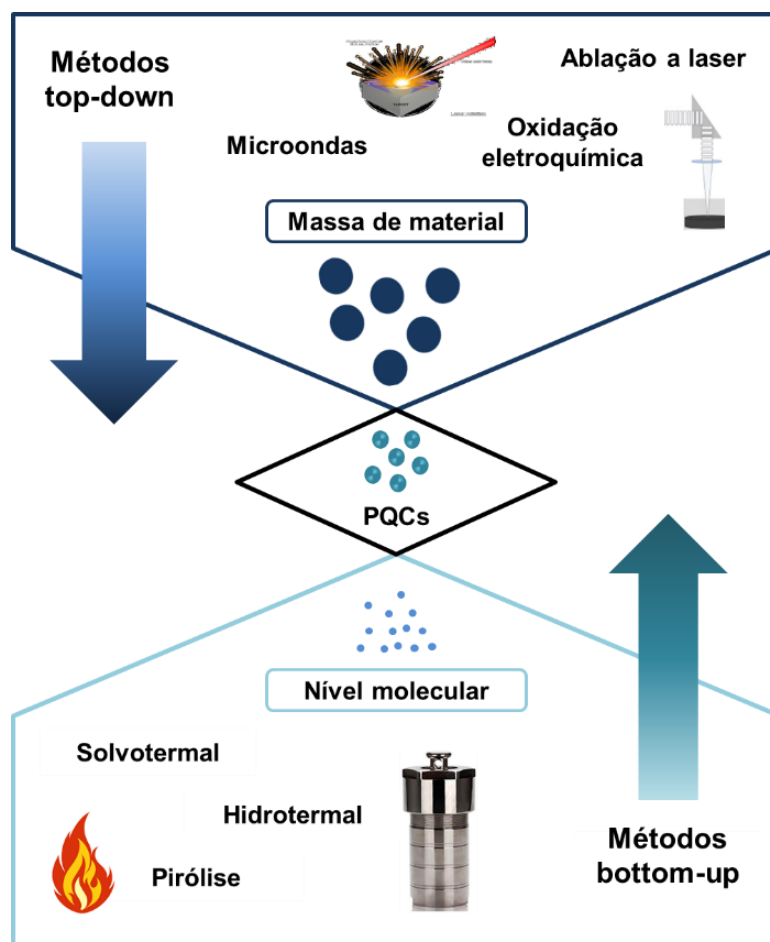 Métodos
top-down
Ablação a laser
Microondas
Oxidação
eletroquímica
Massa de material
PQCs
Nível molecular
Solvotermal
Hidrotermal
Pirólise
Métodos
bottom-up